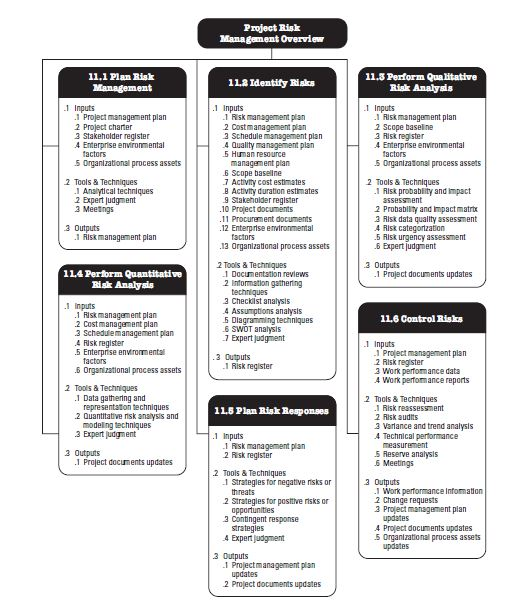 Project Risk
Management Overview
11.1 Plan Risk
Management
.1 Inputs
.1 Project management plan
.2 Project charter
.3 Stakeholder register
.4 Enterprise environmental
factors
.5 Organizational process assets
.2 Tools & Techniques
.1 Analytical techniques
.2 Expert judgment
.3 Meetings
.3 Outputs
.1 Risk management plan
11.2 Identify Risks
.1 Inputs
.1 Risk management plan
.2 Cost management plan
.3 Schedule management plan
.4 Quality management plan
.5 Human resource
management plan
.6 Scope baseline
.7 Activity cost estimates
.8 Activity duration estimates
.9 Stakeholder register
.10 Project documents
.11 Procurement documents
.12 Enterprise environmental
factors
.13 Organizational process assets
.2 Tools & Techniques
.1 Documentation reviews
.2 Information gathering
techniques
.3 Checklist analysis
.4 Assumptions analysis
.5 Diagramming techniques
.6 SWOT analysis
.7 Expert judgment
.3 Outputs
.1 Risk register
11.3 Perform Qualitative
Risk Analysis
.1 Inputs
.1 Risk management plan
.2 Scope baseline
.3 Risk register
.4 Enterprise environmental
factors
.5 Organizational process assets
.2 Tools & Techniques
.1 Risk probability and impact
assessment
.2 Probability and impact matrix
.3 Risk data quality assessment
.4 Risk categorization
.5 Risk urgency assessment
.6 Expert judgment
.3 Outputs
.1 Project documents updates
11.4 Perform Quantitative
Risk Analysis
.1 Inputs
.1 Risk management plan
.2 Cost management plan
.3 Schedule management plan
.4 Risk register
.5 Enterprise environmental
factors
.6 Organizational process assets
.2 Tools & Techniques
.1 Data gathering and
representation techniques
.2 Quantitative risk analysis and
modeling techniques
.3 Expert judgment
.3 Outputs
.1 Project documents updates
11.5 Plan Risk Responses
.1 Inputs
.1 Risk management plan
.2 Risk register
.2 Tools & Techniques
.1 Strategies for negative risks or
threats
.2 Strategies for positive risks or
opportunities
.3 Contingent response
strategies
.4 Expert judgment
.3 Outputs
.1 Project management plan
updates
.2 Project documents updates
11.6 Control Risks
.1 Inputs
.1 Project management plan
.2 Risk register
.3 Work performance data
.4 Work performance reports
.2 Tools & Techniques
.1 Risk reassessment
.2 Risk audits
.3 Variance and trend analysis
.4 Technical performance
measurement
.5 Reserve analysis
.6 Meetings
.3 Outputs
.1 Work performance information
.2 Change requests
.3 Project management plan
updates
.4 Project documents updates
.5 Organizational process assets
updates